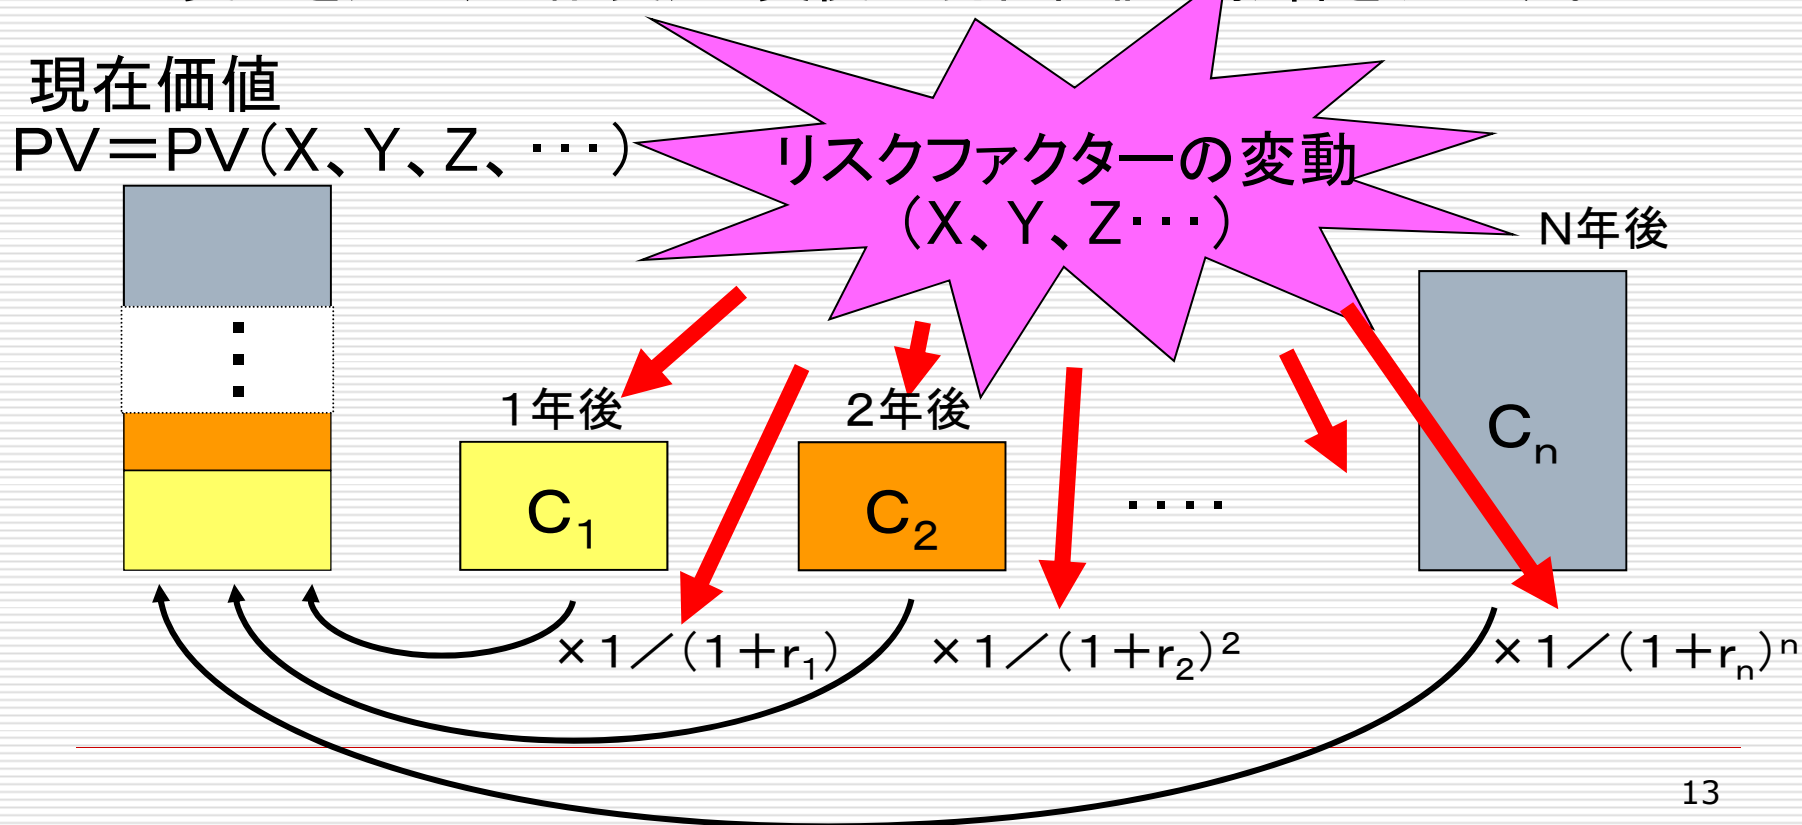 現在価値
PV＝PV（X、Y、Z、・・・）
リスクファクターの変動
（X、Y、Z・・・）
N年後
1年後
2年後
C1
C2
・・・・
Cn
×1／（1＋r1）
×1／（1＋r2）2
×1／（1＋rn）n
13